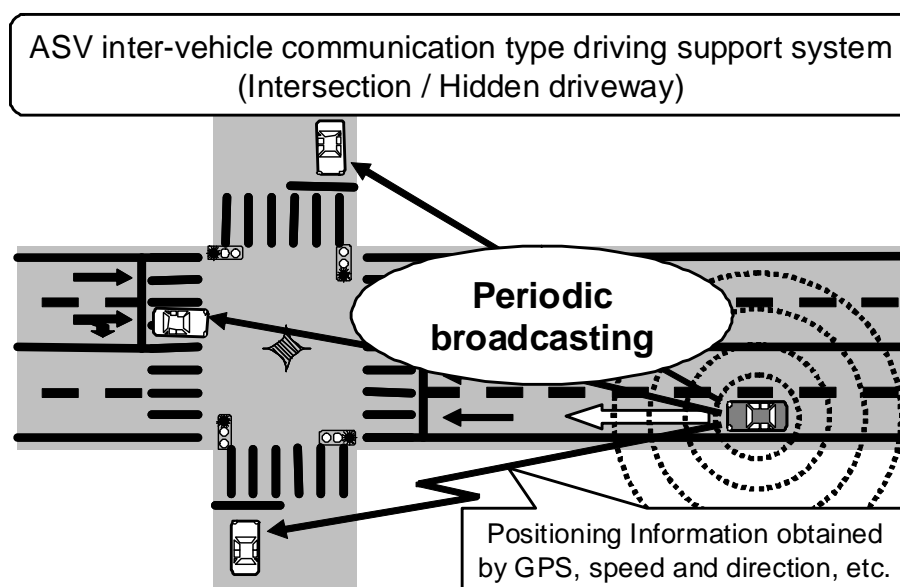 ASV inter-vehicle communication type driving support system
(Intersection / Hidden driveway)
Periodic
broadcasting
Positioning Information obtained
by GPS, speed and direction, etc.